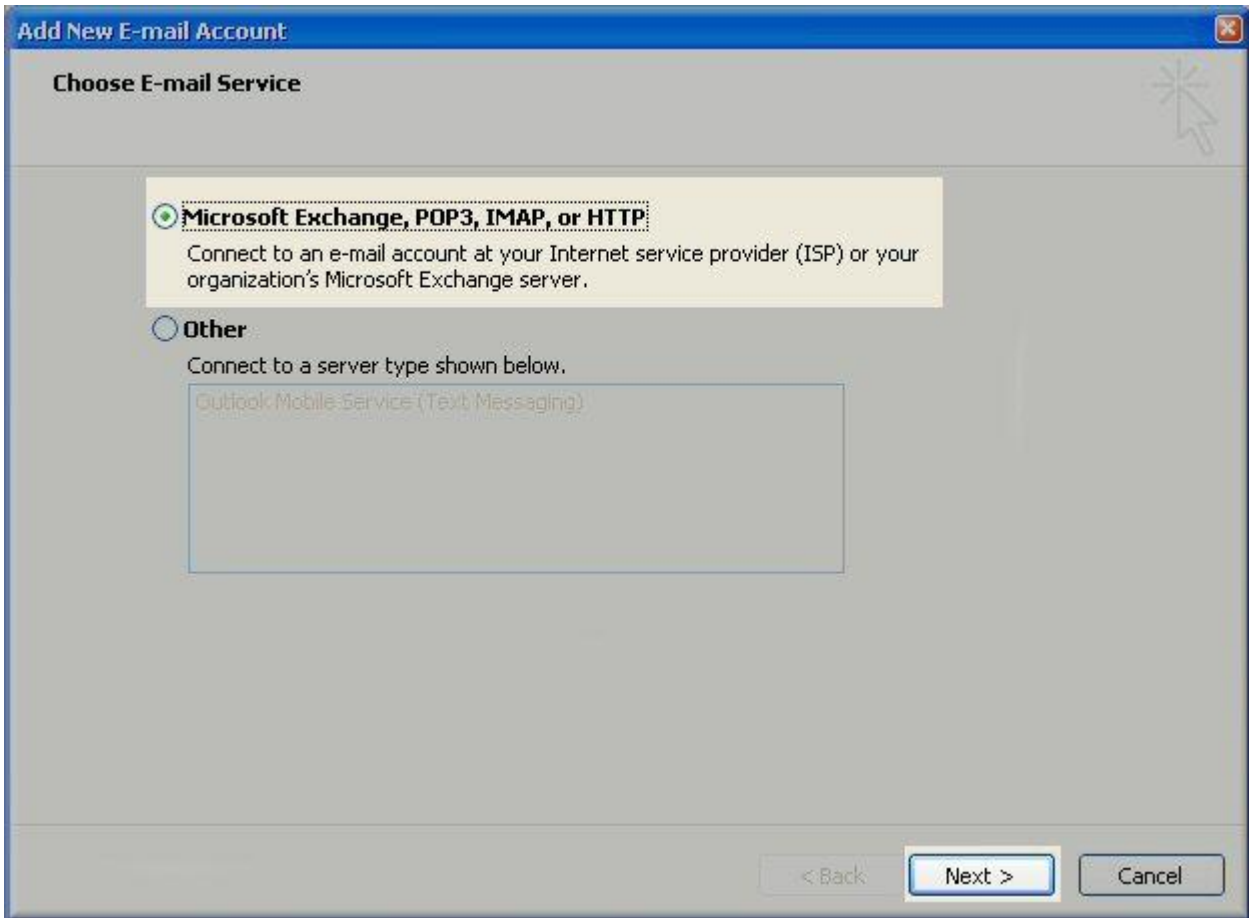 Add New E-mail Account
Choose E-mail Service
Microsoft Exchange, POP3, IMAP, or HTTP
Connect to an e-mail account at your Internet service provider (ISP) or your
organization's Microsoft Exchange server.
Other
Connect to a server type shown below.
Outlook Mobile Service (Text Messaging)
< Back
Next >
Cancel